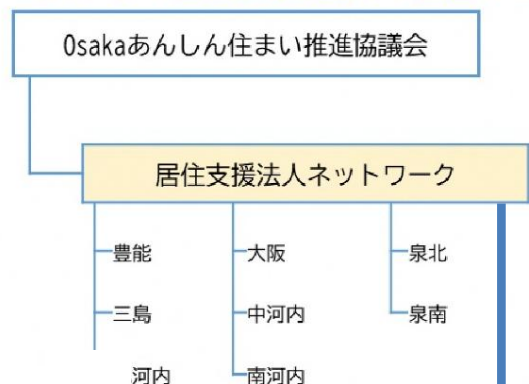 Osakaあんしん住まい推進協議会
居住支援法人ネットワーク
豊能
大阪
泉北
三島
中河内
泉南
河内
南河内